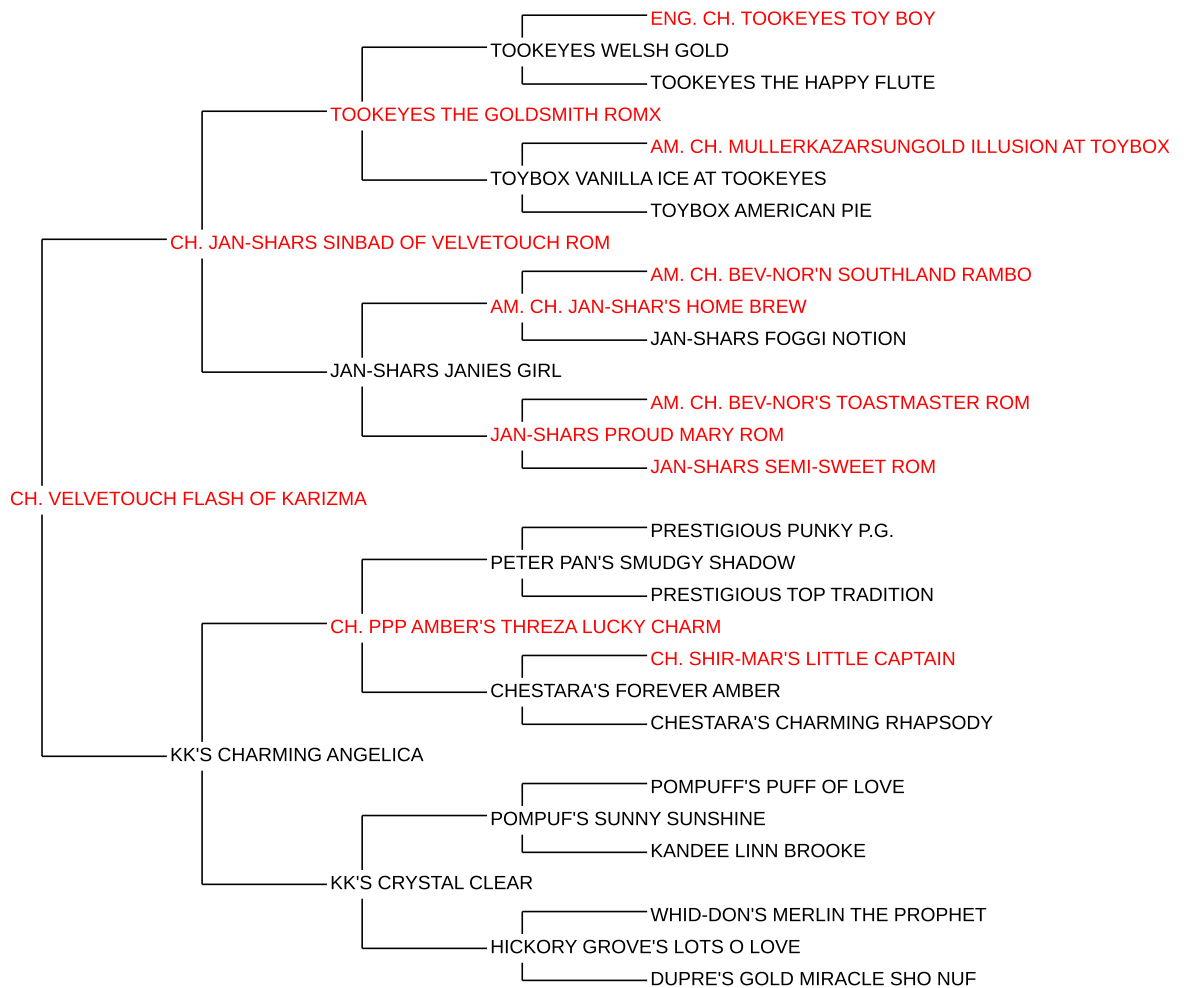 ENG. CH. TOOKEYES TOY BOY
TOOKEYES WELSH GOLD
TOOKEYES THE HAPPY FLUTE
TOOKEYES THE GOLDSMITH ROMX
AM. CH. MULLERKAZARSUNGOLD ILLUSION AT TOYBOX
TOYBOX VANILLA ICE AT TOOKEYES
TOYBOX AMERICAN PIE
CH. JAN-SHARS SINBAD OF VELVETOUCH ROM
AM. CH. BEV-NOR'N SOUTHLAND RAMBO
AM. CH. JAN-SHAR'S HOME BREW
JAN-SHARS FOGGI NOTION
JAN-SHARS JANIES GIRL
AM. CH. BEV-NOR'S TOASTMASTER ROM
JAN-SHARS PROUD MARY ROM
JAN-SHARS SEMI-SWEET ROM
CH. VELVETOUCH FLASH OF KARIZMA
PRESTIGIOUS PUNKY P.G.
PETER PAN'S SMUDGY SHADOW
PRESTIGIOUS TOP TRADITION
CH. PPP AMBER'S THREZA LUCKY CHARM
CH. SHIR-MAR'S LITTLE CAPTAIN
CHESTARA'S FOREVER AMBER
CHESTARA'S CHARMING RHAPSODY
KK'S CHARMING ANGELICA
POMPUFF'S PUFF OF LOVE
POMPUF'S SUNNY SUNSHINE
KANDEE LINN BROOKE
KK'S CRYSTAL CLEAR
WHID-DON'S MERLIN THE PROPHET
HICKORY GROVE'S LOTS O LOVE
DUPRE'S GOLD MIRACLE SHO NUF